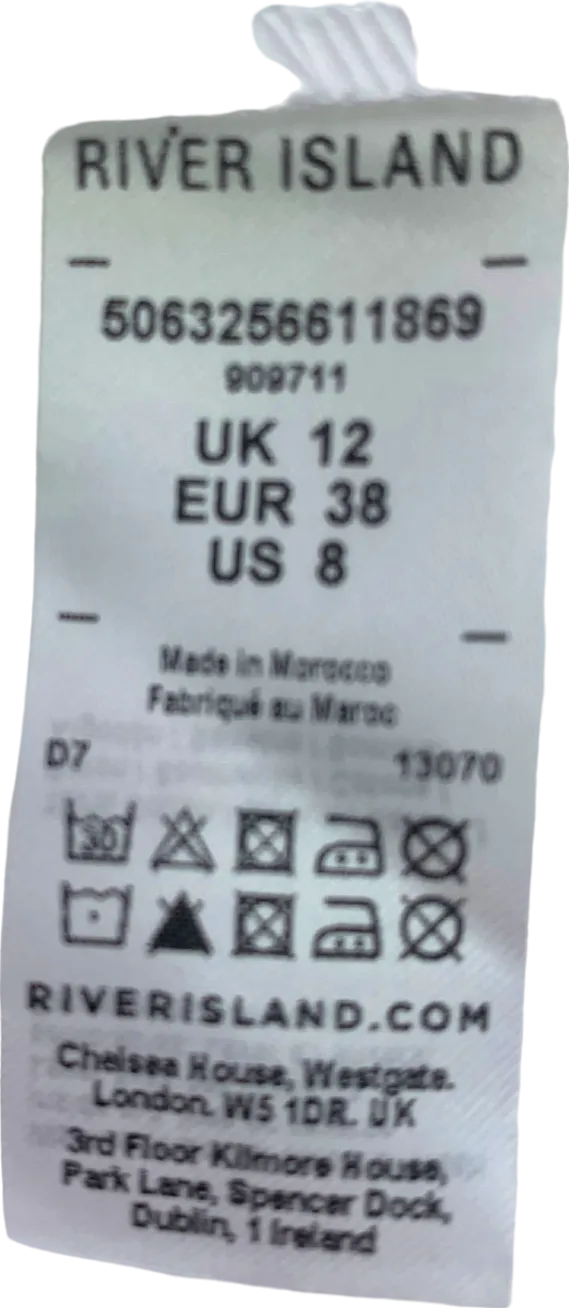 RIVER ISLAND
5063256611869
909711
UK 12
EUR 38
US 8
Made in Morocco
Fabriqué au Maroc
D7 13070
30
RIVERISLAND.COM
Chelsea House, Westgate.
London. W5 1DR. UK
3rd Floor Kilmore House,
Park Lane, Spencer Dock,
Dublin, 1 Ireland